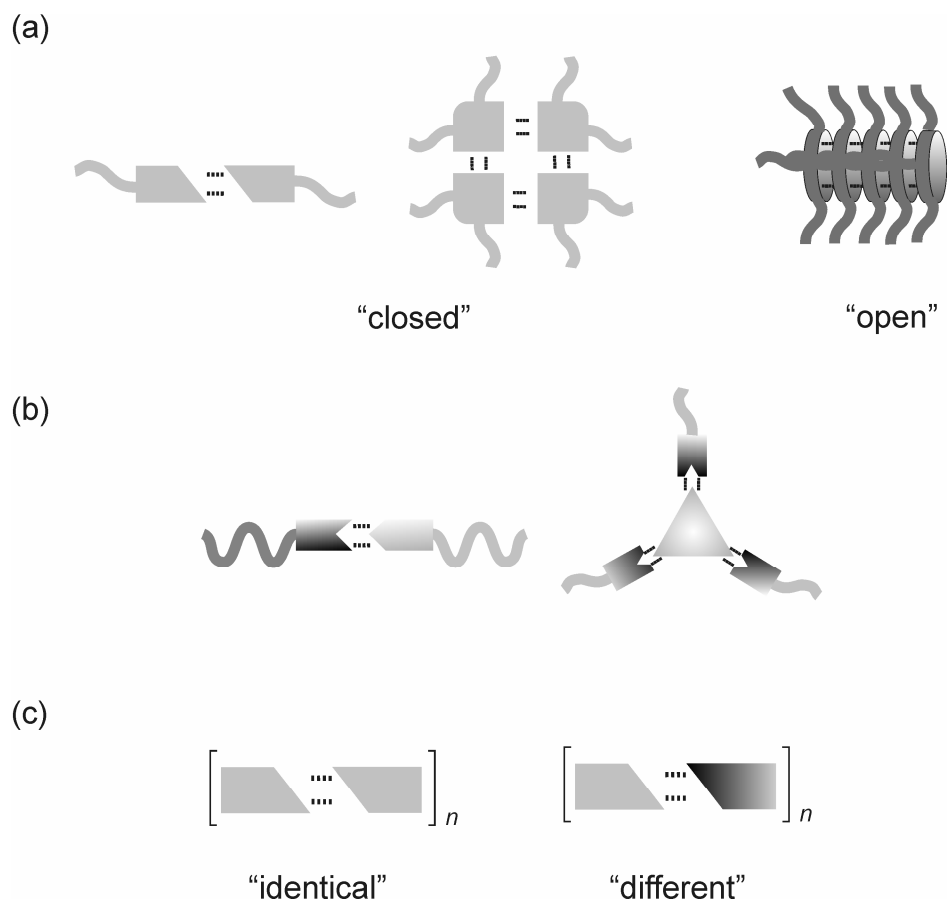 (a)
“closed”
“open”
(b)
(c)
n
n
“identical”
“different”